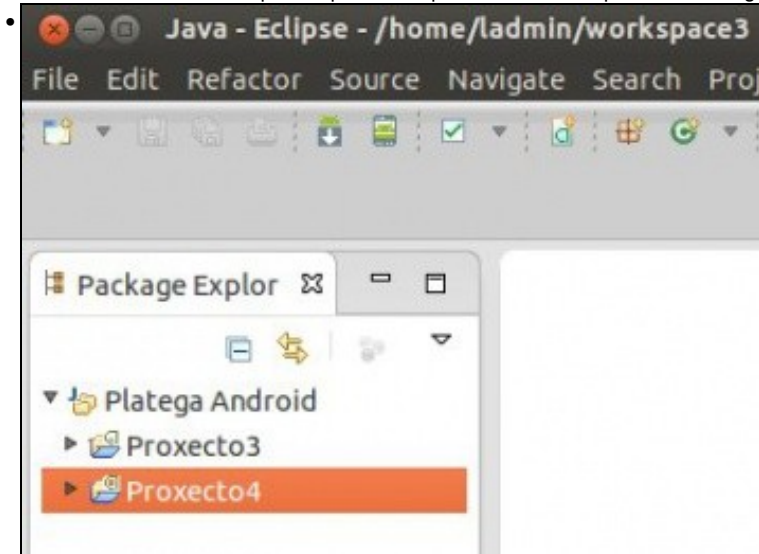 Java - Eclipse - /home/ladmin/workspace3
File Edit Refactor Source Navigate Search Proj
Package Explor
Platega Android
Proxecto3
Proxecto4